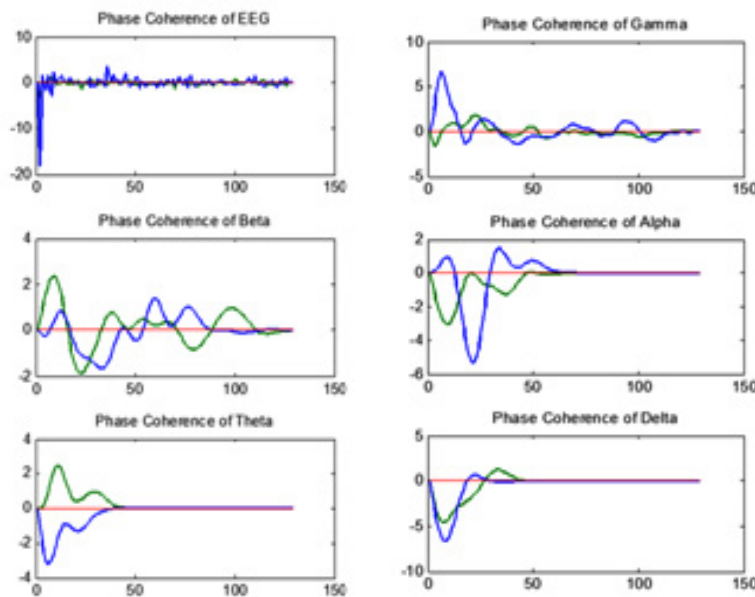 Phase Coherence of EEG
10
0
-10
-20
0 50 100 150
Phase Coherence of Gamma
10
5
0
-5
0 50 100 150
Phase Coherence of Beta
4
2
0
-2
0 50 100 150
Phase Coherence of Alpha
2
0
-2
-4
-6
0 50 100 150
Phase Coherence of Theta
4
2
0
-2
-4
0 50 100 150
Phase Coherence of Delta
5
0
-5
-10
0 50 100 150